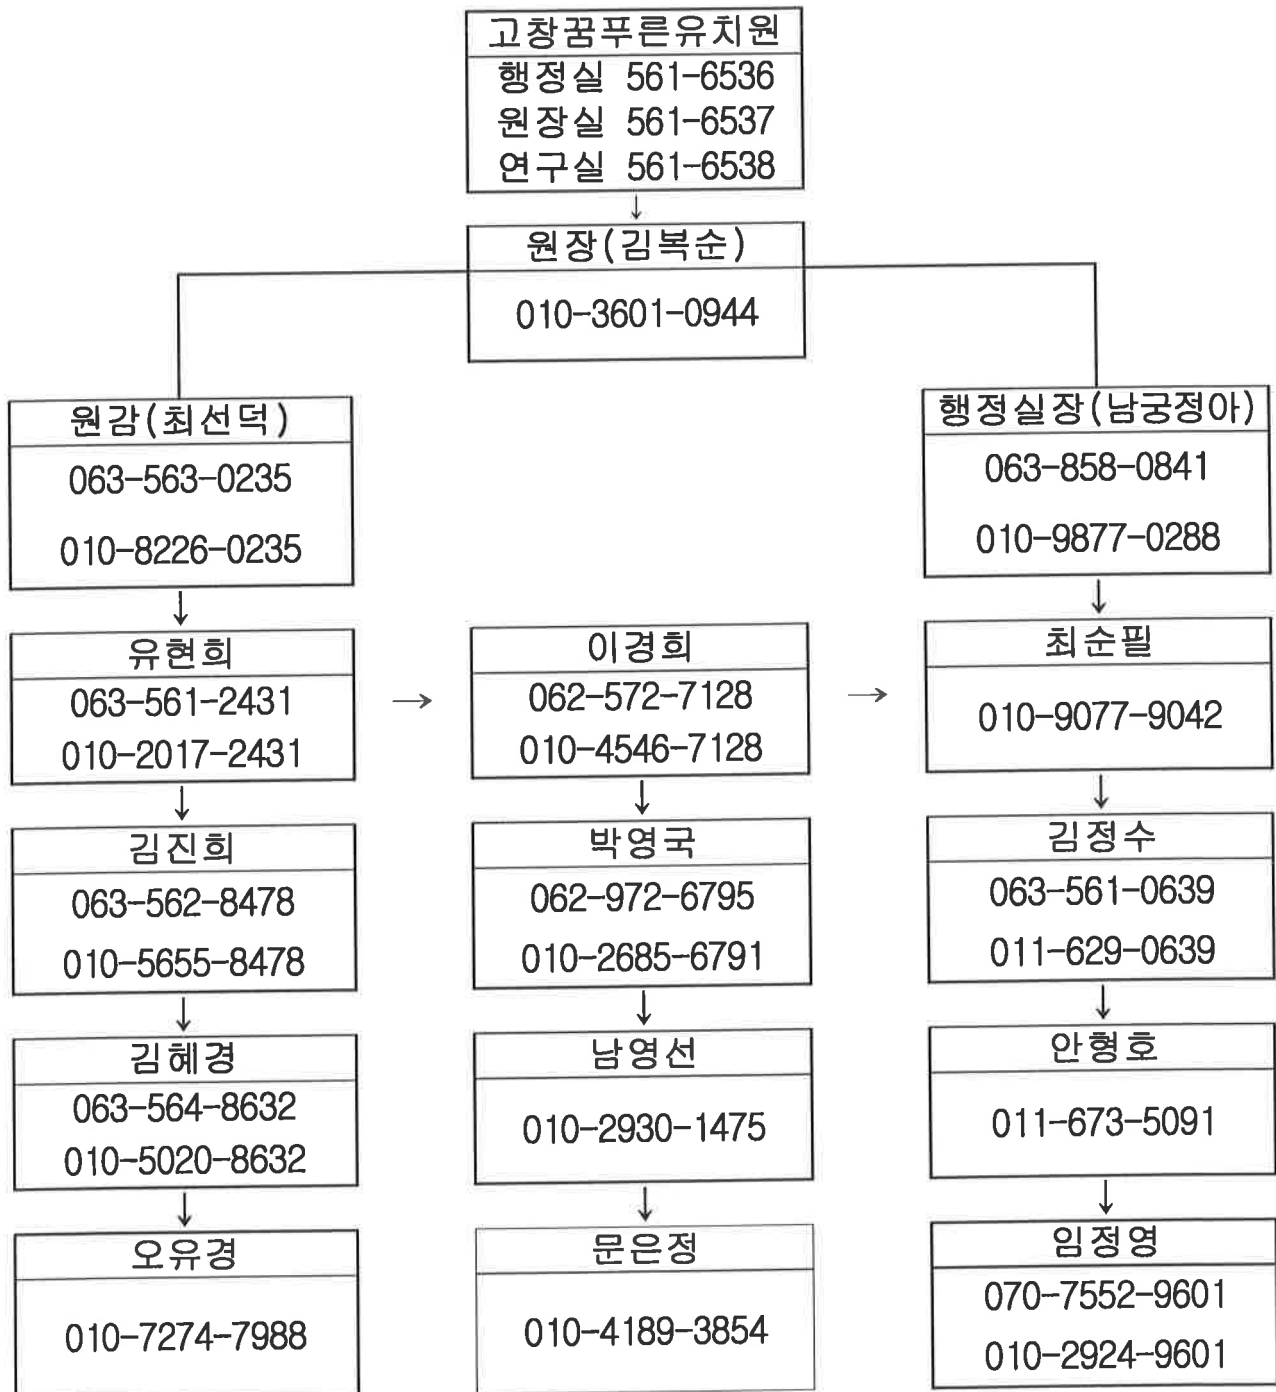 고창꿈푸른유치원
행정실 561-6536
원장실 561-6537
연구실 561-6538
↓
원장(김복순)
010-3601-0944
원감(최선덕)
063-563-0235
010-8226-0235
행정실장(남궁정아)
063-858-0841
010-9877-0288
↓
↓
유현희
063-561-2431
010-2017-2431
→
이경희
062-572-7128
010-4546-7128
→
최순필
010-9077-9042
↓
↓
↓
김진희
063-562-8478
010-5655-8478
박영국
062-972-6795
010-2685-6791
김정수
063-561-0639
011-629-0639
↓
↓
↓
김혜경
063-564-8632
010-5020-8632
남영선
010-2930-1475
안형호
011-673-5091
↓
↓
↓
오유경
010-7274-7988
문은정
010-4189-3854
임정영
070-7552-9601
010-2924-9601